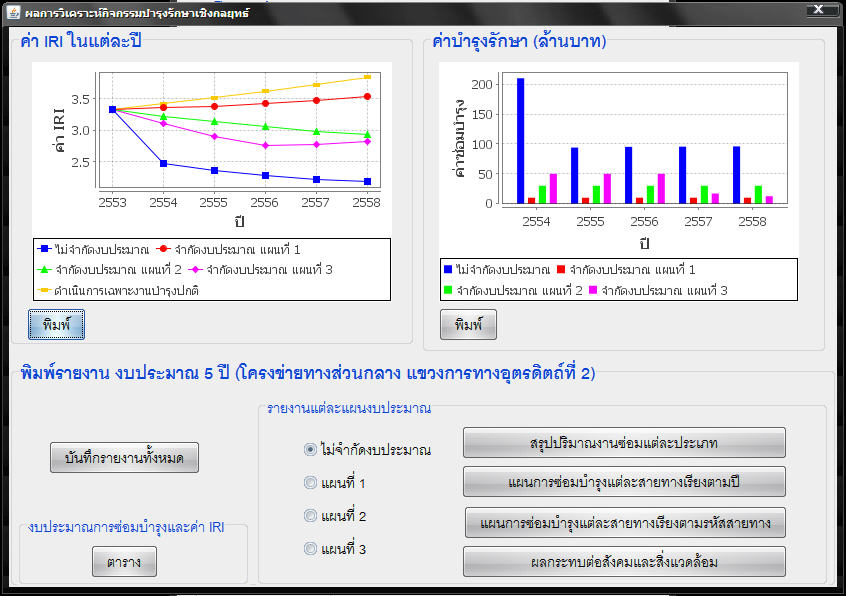 ผลการวิเคราะห์กิจกรรมบำรุงรักษาเชิงกลยุทธ์
ค่า IRI ในแต่ละปี
3.5
3.0
2.5
ค่า IRI
2553 2554 2555 2556 2557 2558
ปี
ไม่จำกัดงบประมาณ จำกัดงบประมาณ แผนที่ 1
จำกัดงบประมาณ แผนที่ 2 จำกัดงบประมาณ แผนที่ 3
ดำเนินการเฉพาะงานบำรุงปกติ
พิมพ์
ค่าบำรุงรักษา (ล้านบาท)
200
150
100
50
0
ค่าซ่อมบำรุง
2554 2555 2556 2557 2558
ปี
ไม่จำกัดงบประมาณ จำกัดงบประมาณ แผนที่ 1
จำกัดงบประมาณ แผนที่ 2 จำกัดงบประมาณ แผนที่ 3
พิมพ์
พิมพ์รายงาน งบประมาณ 5 ปี (โครงข่ายทางส่วนกลาง แขวงการทางอุตรดิตถ์ที่ 2)
บันทึกรายงานทั้งหมด
งบประมาณการซ่อมบำรุงและค่า IRI
ตาราง
รายงานแต่ละแผนงบประมาณ
ไม่จำกัดงบประมาณ
แผนที่ 1
แผนที่ 2
แผนที่ 3
สรุปปริมาณงานซ่อมแต่ละประเภท
แผนการซ่อมบำรุงแต่ละสายทางเรียงตามปี
แผนการซ่อมบำรุงแต่ละสายทางเรียงตามรหัสสายทาง
ผลกระทบต่อสังคมและสิ่งแวดล้อม